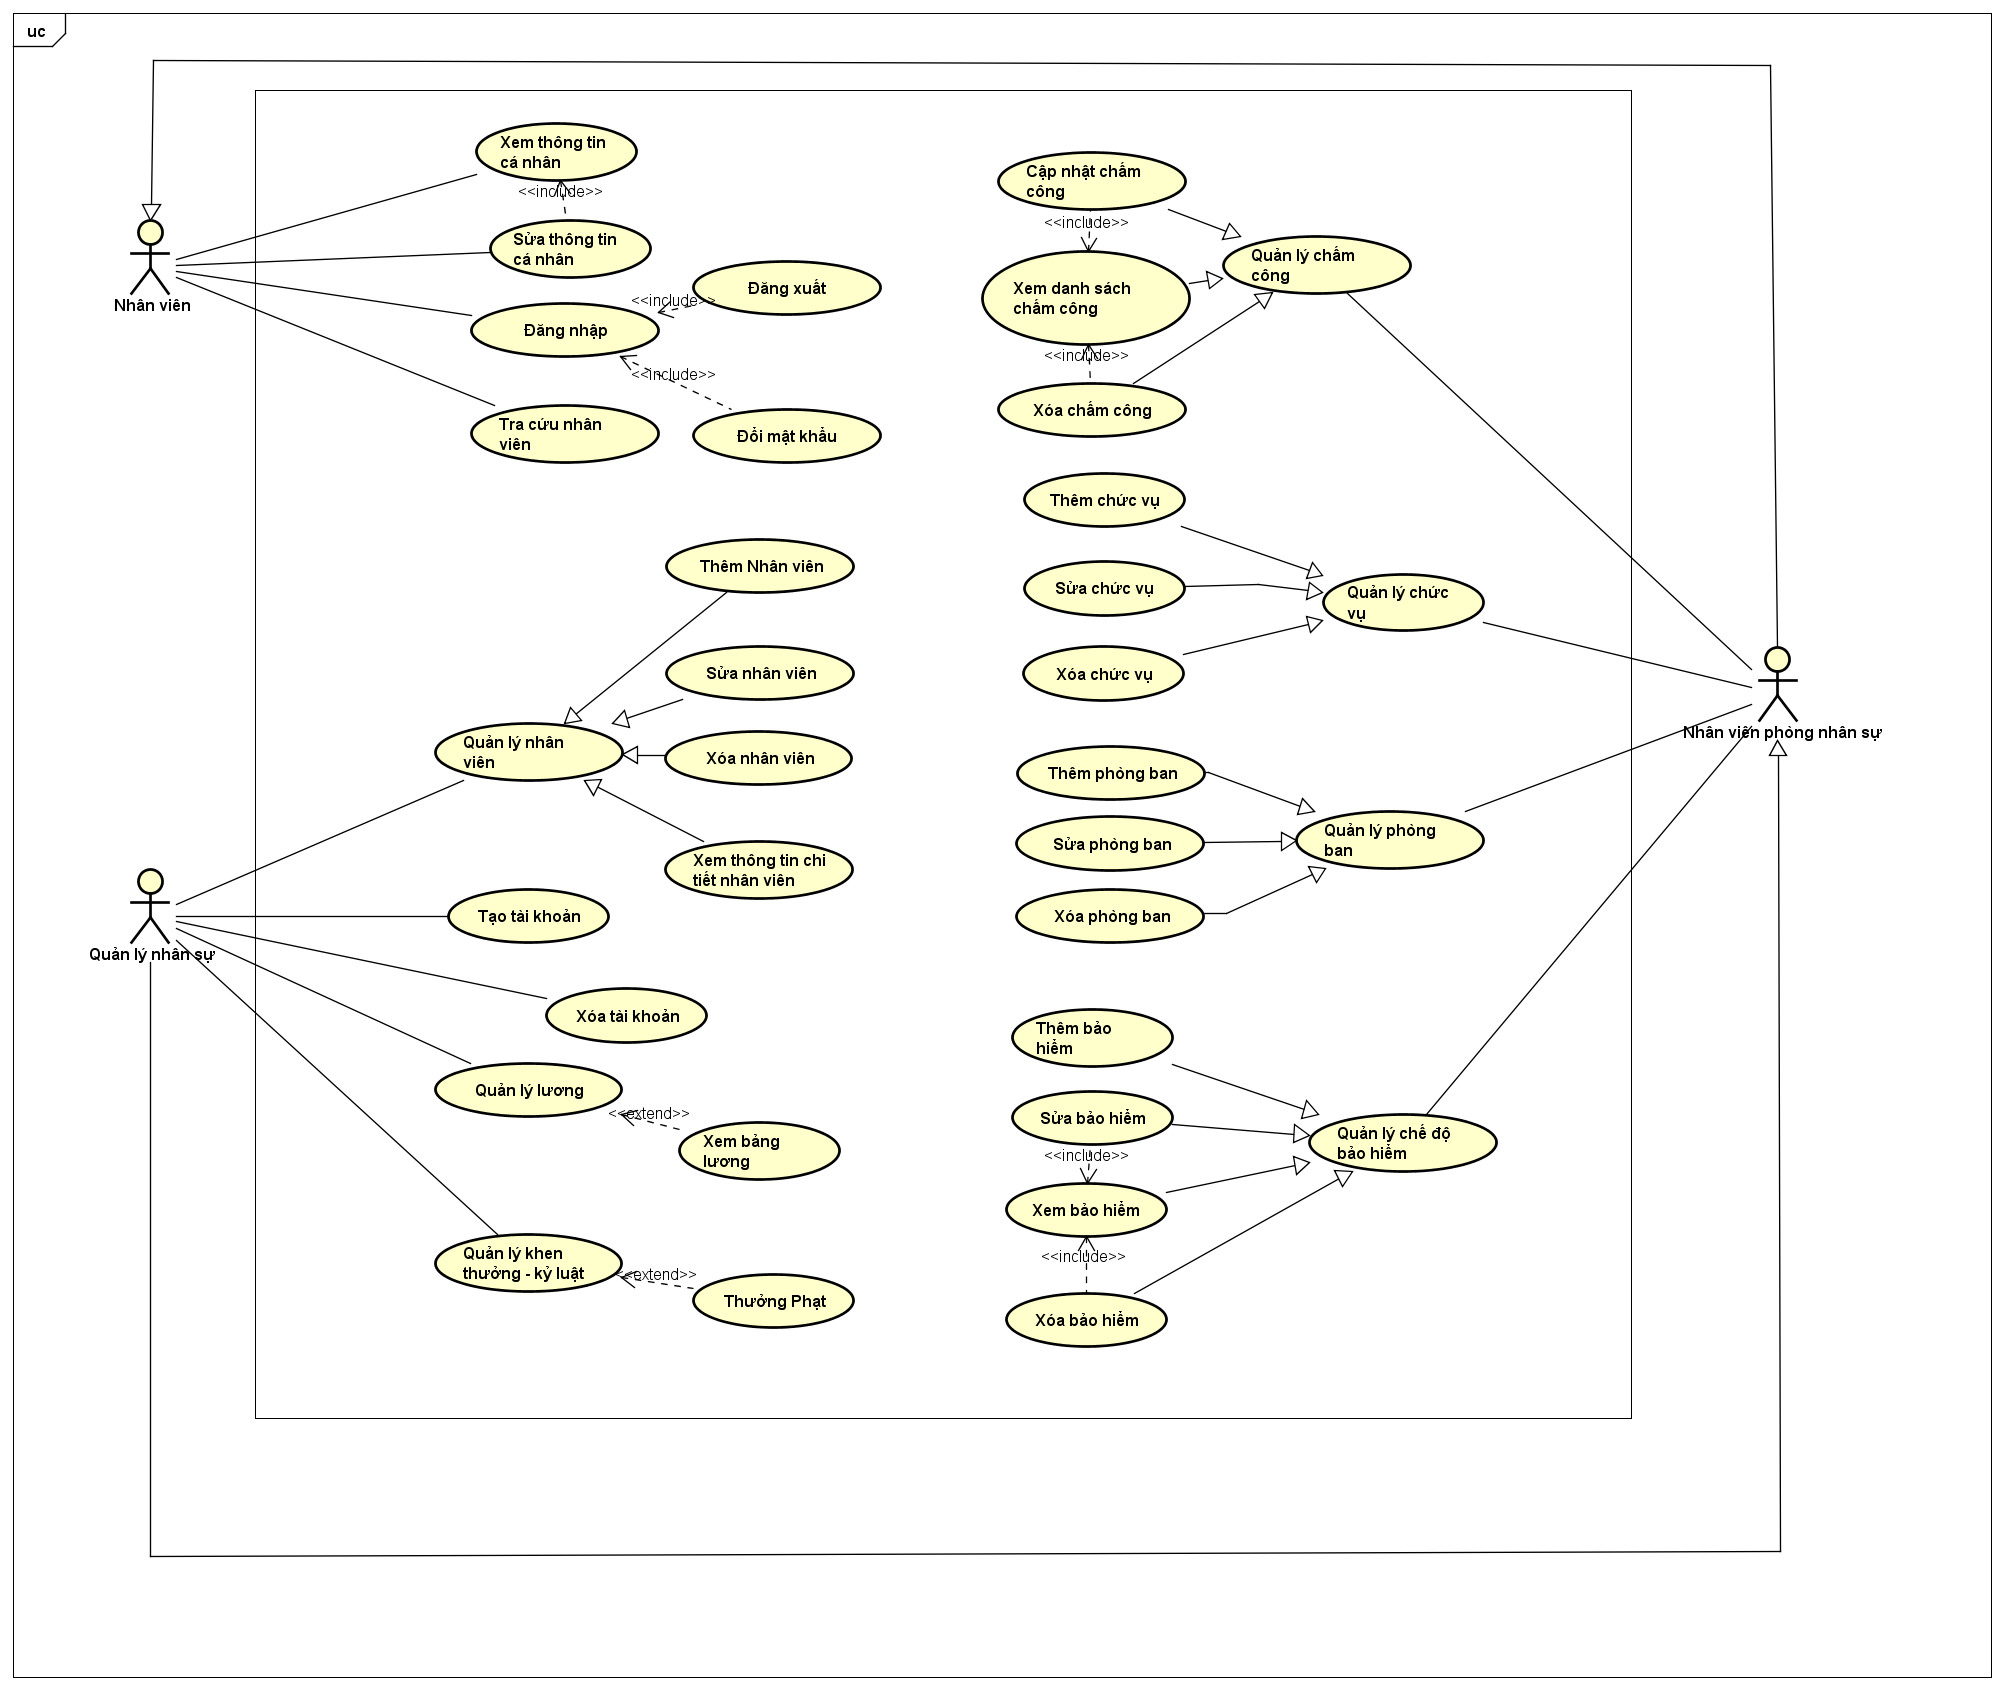 uc
Xem thông tin
cá nhân
<<include>>
Sửa thông tin
cá nhân
Nhân viên
<<include>>
Đăng xuất
Đăng nhập
<<include>>
Tra cứu nhân
viên
Đổi mật khẩu
Cập nhật chấm
công
<<include>>
Quản lý chấm
công
Xem danh sách
chấm công
<<include>>
Xóa chấm công
Thêm chức vụ
Sửa chức vụ
Quản lý chức
vụ
Xóa chức vụ
Nhân viên phòng nhân sự
Thêm Nhân viên
Sửa nhân viên
Quản lý nhân
viên
Xóa nhân viên
Xem thông tin chi
tiết nhân viên
Thêm phòng ban
Sửa phòng ban
Quản lý phòng
ban
Xóa phòng ban
Quản lý nhân sự
Tạo tài khoản
Xóa tài khoản
Quản lý lương
<<extend>>
Xem bảng
lương
Quản lý khen
thưởng - kỷ luật
<<extend>>
Thưởng Phạt
Thêm bảo
hiểm
Sửa bảo hiểm
<<include>>
Quản lý chế độ
bảo hiểm
Xem bảo hiểm
<<include>>
Xóa bảo hiểm